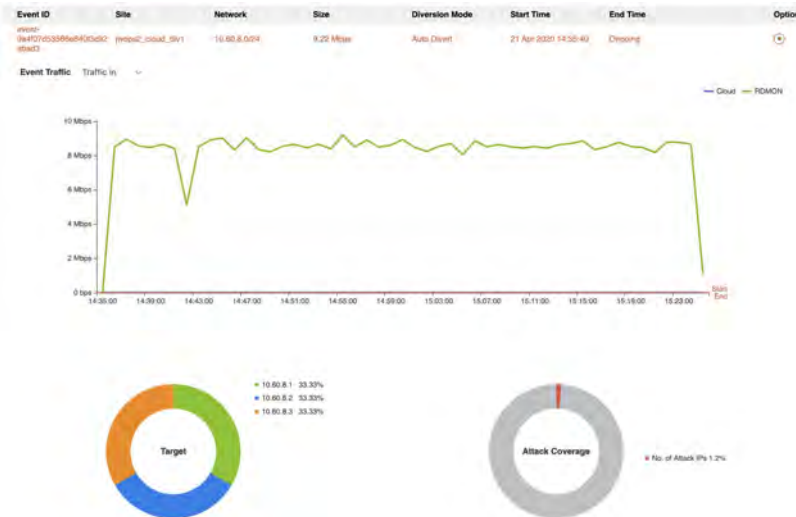 Event ID Site Network Size Diversion Mode Start Time End Time Option
10.60.8.0/24 9.22 Mbps Auto Divert 21 Apr 2020 14:35:40 Ongoing
Event Traffic Traffic in
Cloud RDMON
10 Mbps
8 Mbps
6 Mbps
4 Mbps
2 Mbps
0 bps
14:35:00 14:39:00 14:43:00 14:47:00 14:51:00 14:55:00 14:59:00 15:03:00 15:07:00 15:11:00 15:15:00 15:19:00 15:23:00
Start
End
10.60.8.1 33.33%
10.60.8.2 33.33%
10.60.8.3 33.33%
Target
Attack Coverage
No. of Attack IPs 1.2%